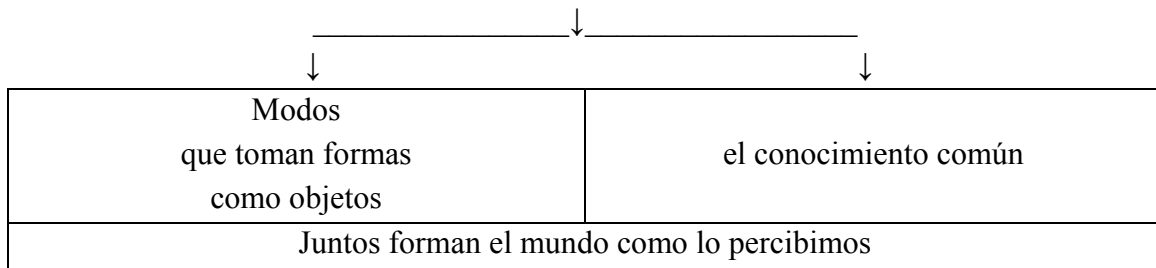 Modos
que toman formas
como objetos
el conocimiento común
Juntos forman el mundo como lo percibimos